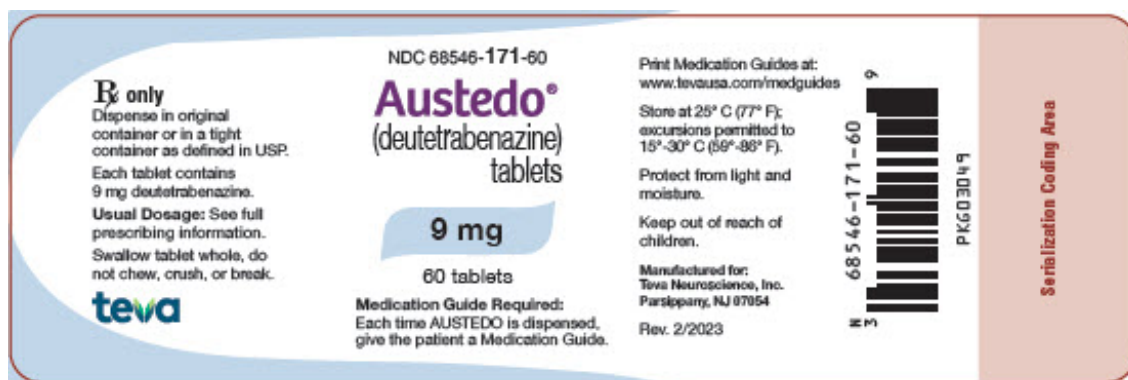 Rx only
Dispense in original
container or in a tight
container as defined in USP.
Each tablet contains
9 mg deutetrabenazine.
Usual Dosage: See full
prescribing information.
Swallow tablet whole, do
not chew, crush, or break.
teva
NDC 68546-171-60
Austedo®
(deutetrabenazine)
tablets
9 mg
60 tablets
Medication Guide Required:
Each time AUSTEDO is dispensed,
give the patient a Medication Guide.
Print Medication Guides at:
www.tevausa.com/medguides
Store at 25° C (77° F);
excursions permitted to
15°-30° C (59°-86° F).
Protect from light and
moisture.
Keep out of reach of
children.
Manufactured for:
Teva Neuroscience, Inc.
Parsippany, NJ 07054
Rev. 2/2023
N
3
68546-171-60
9
PKG03049
Serialization Coding Area